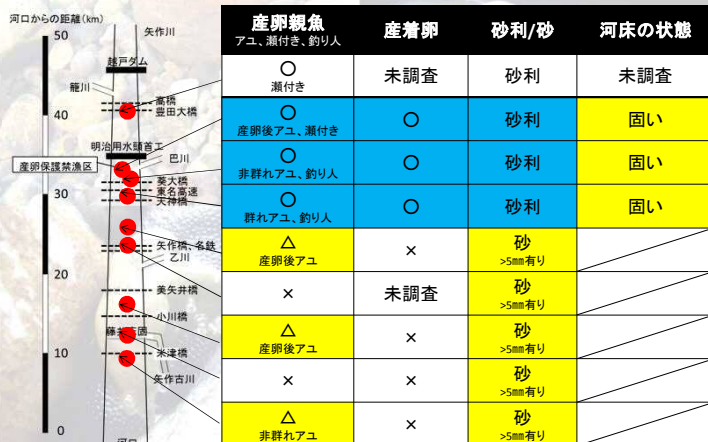 河口からの距離(km)
50
矢作川
越戸ダム
籠川
40
高橋
豊田大橋
明治用水頭首工
巴川
産卵保護禁漁区
葵大橋
30
東名高速
天神橋
矢作橋、名鉄
乙川
20
美矢井橋
小川橋
10
米津橋
矢作古川
0
河口
産卵親魚 産着卵 砂利/砂 河床の状態
アユ、瀬付き、釣り人
○ 未調査 砂利 未調査
瀬付き
○ ○ 砂利 固い
産卵後アユ、瀬付き
○ ○ 砂利 固い
非群れアユ、釣り人
○ ○ 砂利 固い
群れアユ、釣り人
△ × 砂
産卵後アユ >5mm有り
× 未調査 砂
>5mm有り
△ × 砂
産卵後アユ >5mm有り
× × 砂
>5mm有り
△ × 砂
非群れアユ >5mm有り